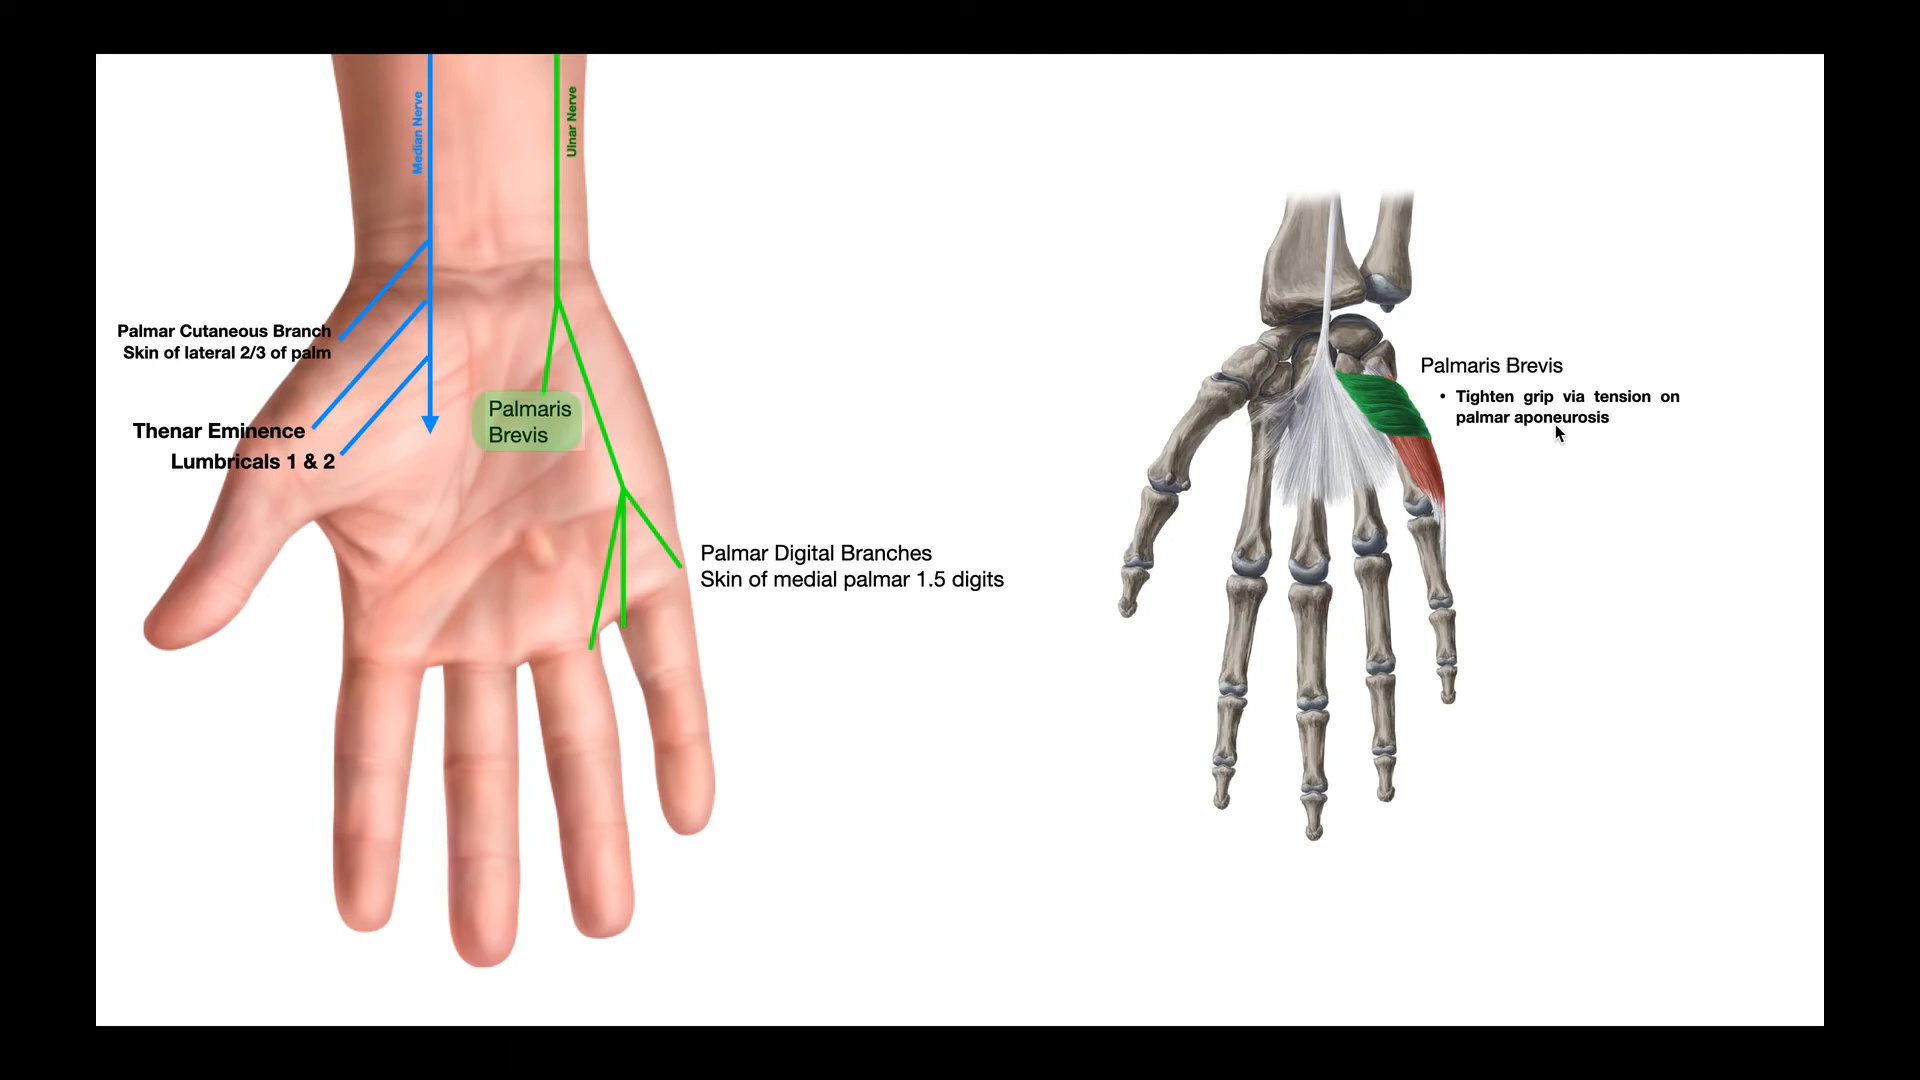 Median Nerve
Ulnar Nerve
Palmar Cutaneous Branch
Skin of lateral 2/3 of palm
Thenar Eminence
Lumbricals 1 & 2
Palmaris
Brevis
Palmar Digital Branches
Skin of medial palmar 1.5 digits
Palmaris Brevis
• Tighten grip via tension on
palmar aponeurosis